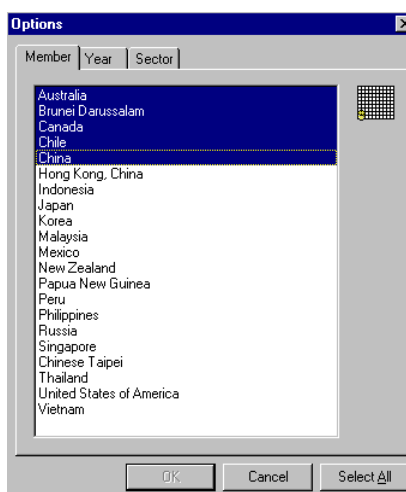 Options
Member Year Sector
Australia
Brunei Darussalam
Canada
Chile
China
Hong Kong, China
Indonesia
Japan
Korea
Malaysia
Mexico
New Zealand
Papua New Guinea
Peru
Philippines
Russia
Singapore
Chinese Taipei
Thailand
United States of America
Vietnam
OK Cancel Select All